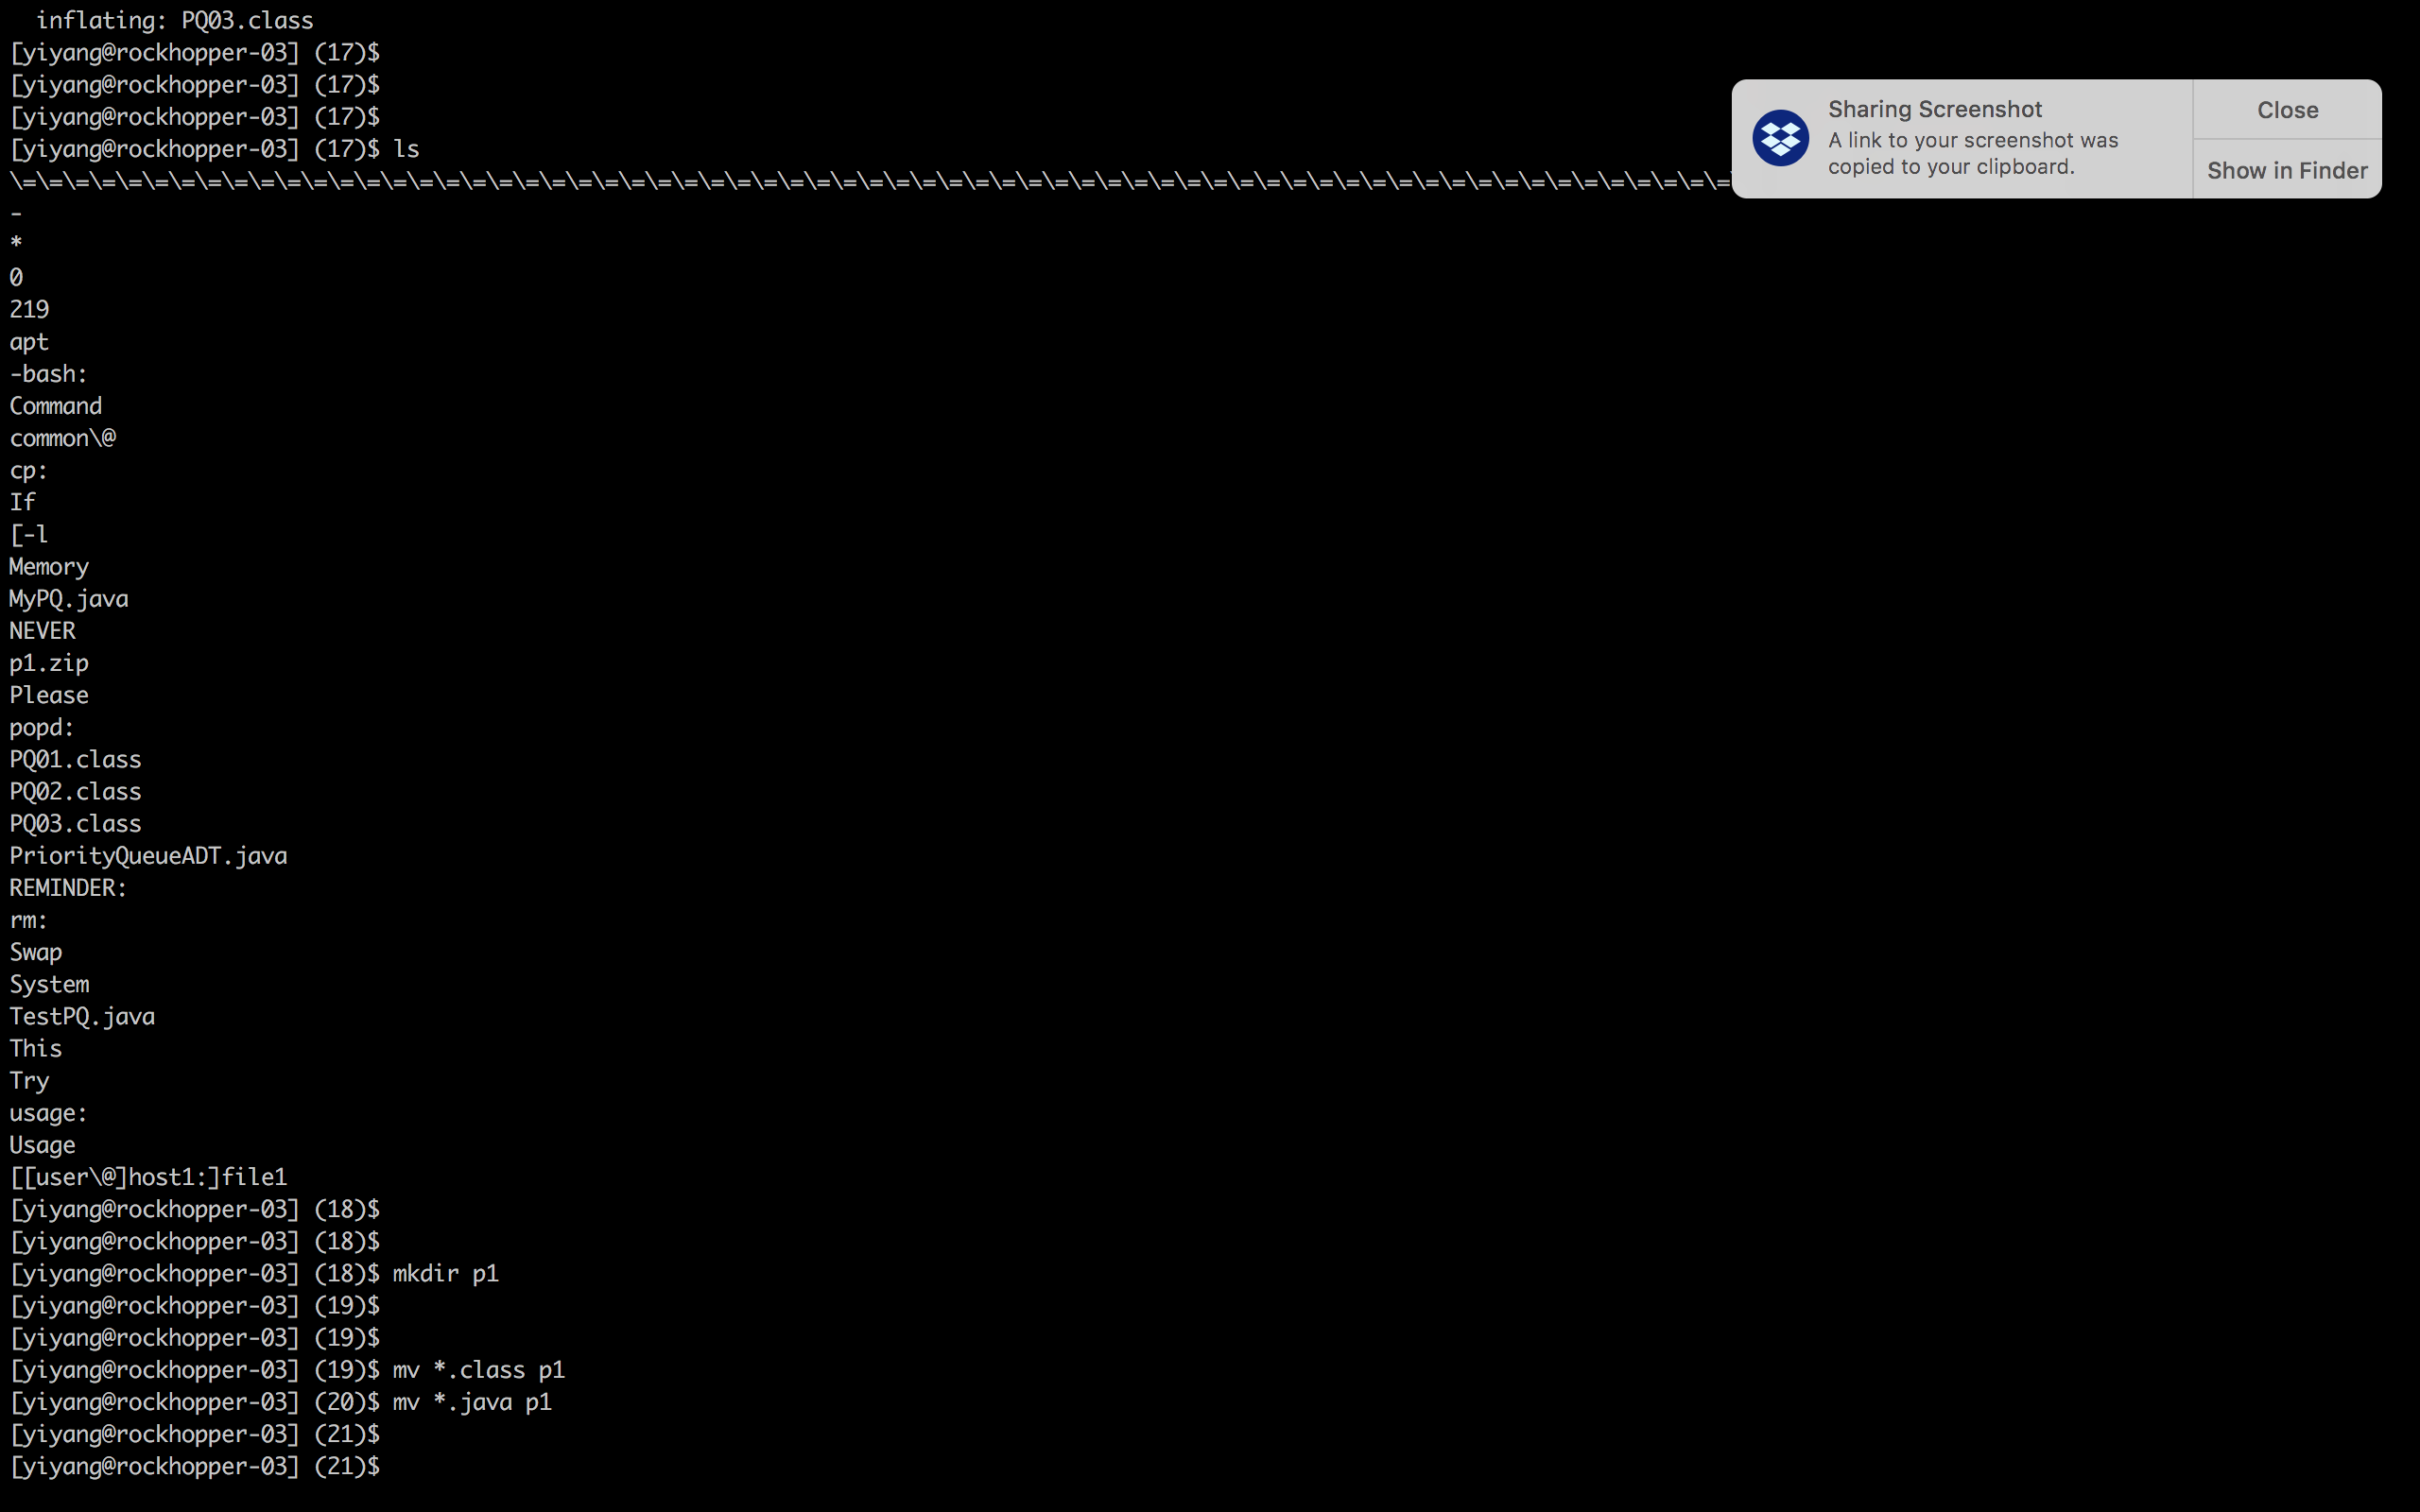 inflating: PQ03.class
[yiyang@rockhopper-03] (17)$
[yiyang@rockhopper-03] (17)$
[yiyang@rockhopper-03] (17)$
[yiyang@rockhopper-03] (17)$ ls
\=\=\=\=\=\=\=\=\=\=\=\=\=\=\=\=\=\=\=\=\=\=\=\=\=\=\=\=\=\=\=\=\=\=\=\=\=\=\=\=\=\=\=\=\=\=\=\=\=\=\=\=\=\=\=\=\=\=\=\=\=\=\=\=\=
-
*
0
219
apt
-bash:
Command
common\@
cp:
If
[-l
Memory
MyPQ.java
NEVER
p1.zip
Please
popd:
PQ01.class
PQ02.class
PQ03.class
PriorityQueueADT.java
REMINDER:
rm:
Swap
System
TestPQ.java
This
Try
usage:
Usage
[[user\@]host1:]file1
[yiyang@rockhopper-03] (18)$
[yiyang@rockhopper-03] (18)$
[yiyang@rockhopper-03] (18)$ mkdir p1
[yiyang@rockhopper-03] (19)$
[yiyang@rockhopper-03] (19)$
[yiyang@rockhopper-03] (19)$ mv *.class p1
[yiyang@rockhopper-03] (20)$ mv *.java p1
[yiyang@rockhopper-03] (21)$
[yiyang@rockhopper-03] (21)$
Sharing Screenshot
A link to your screenshot was
copied to your clipboard.
Close
Show in Finder